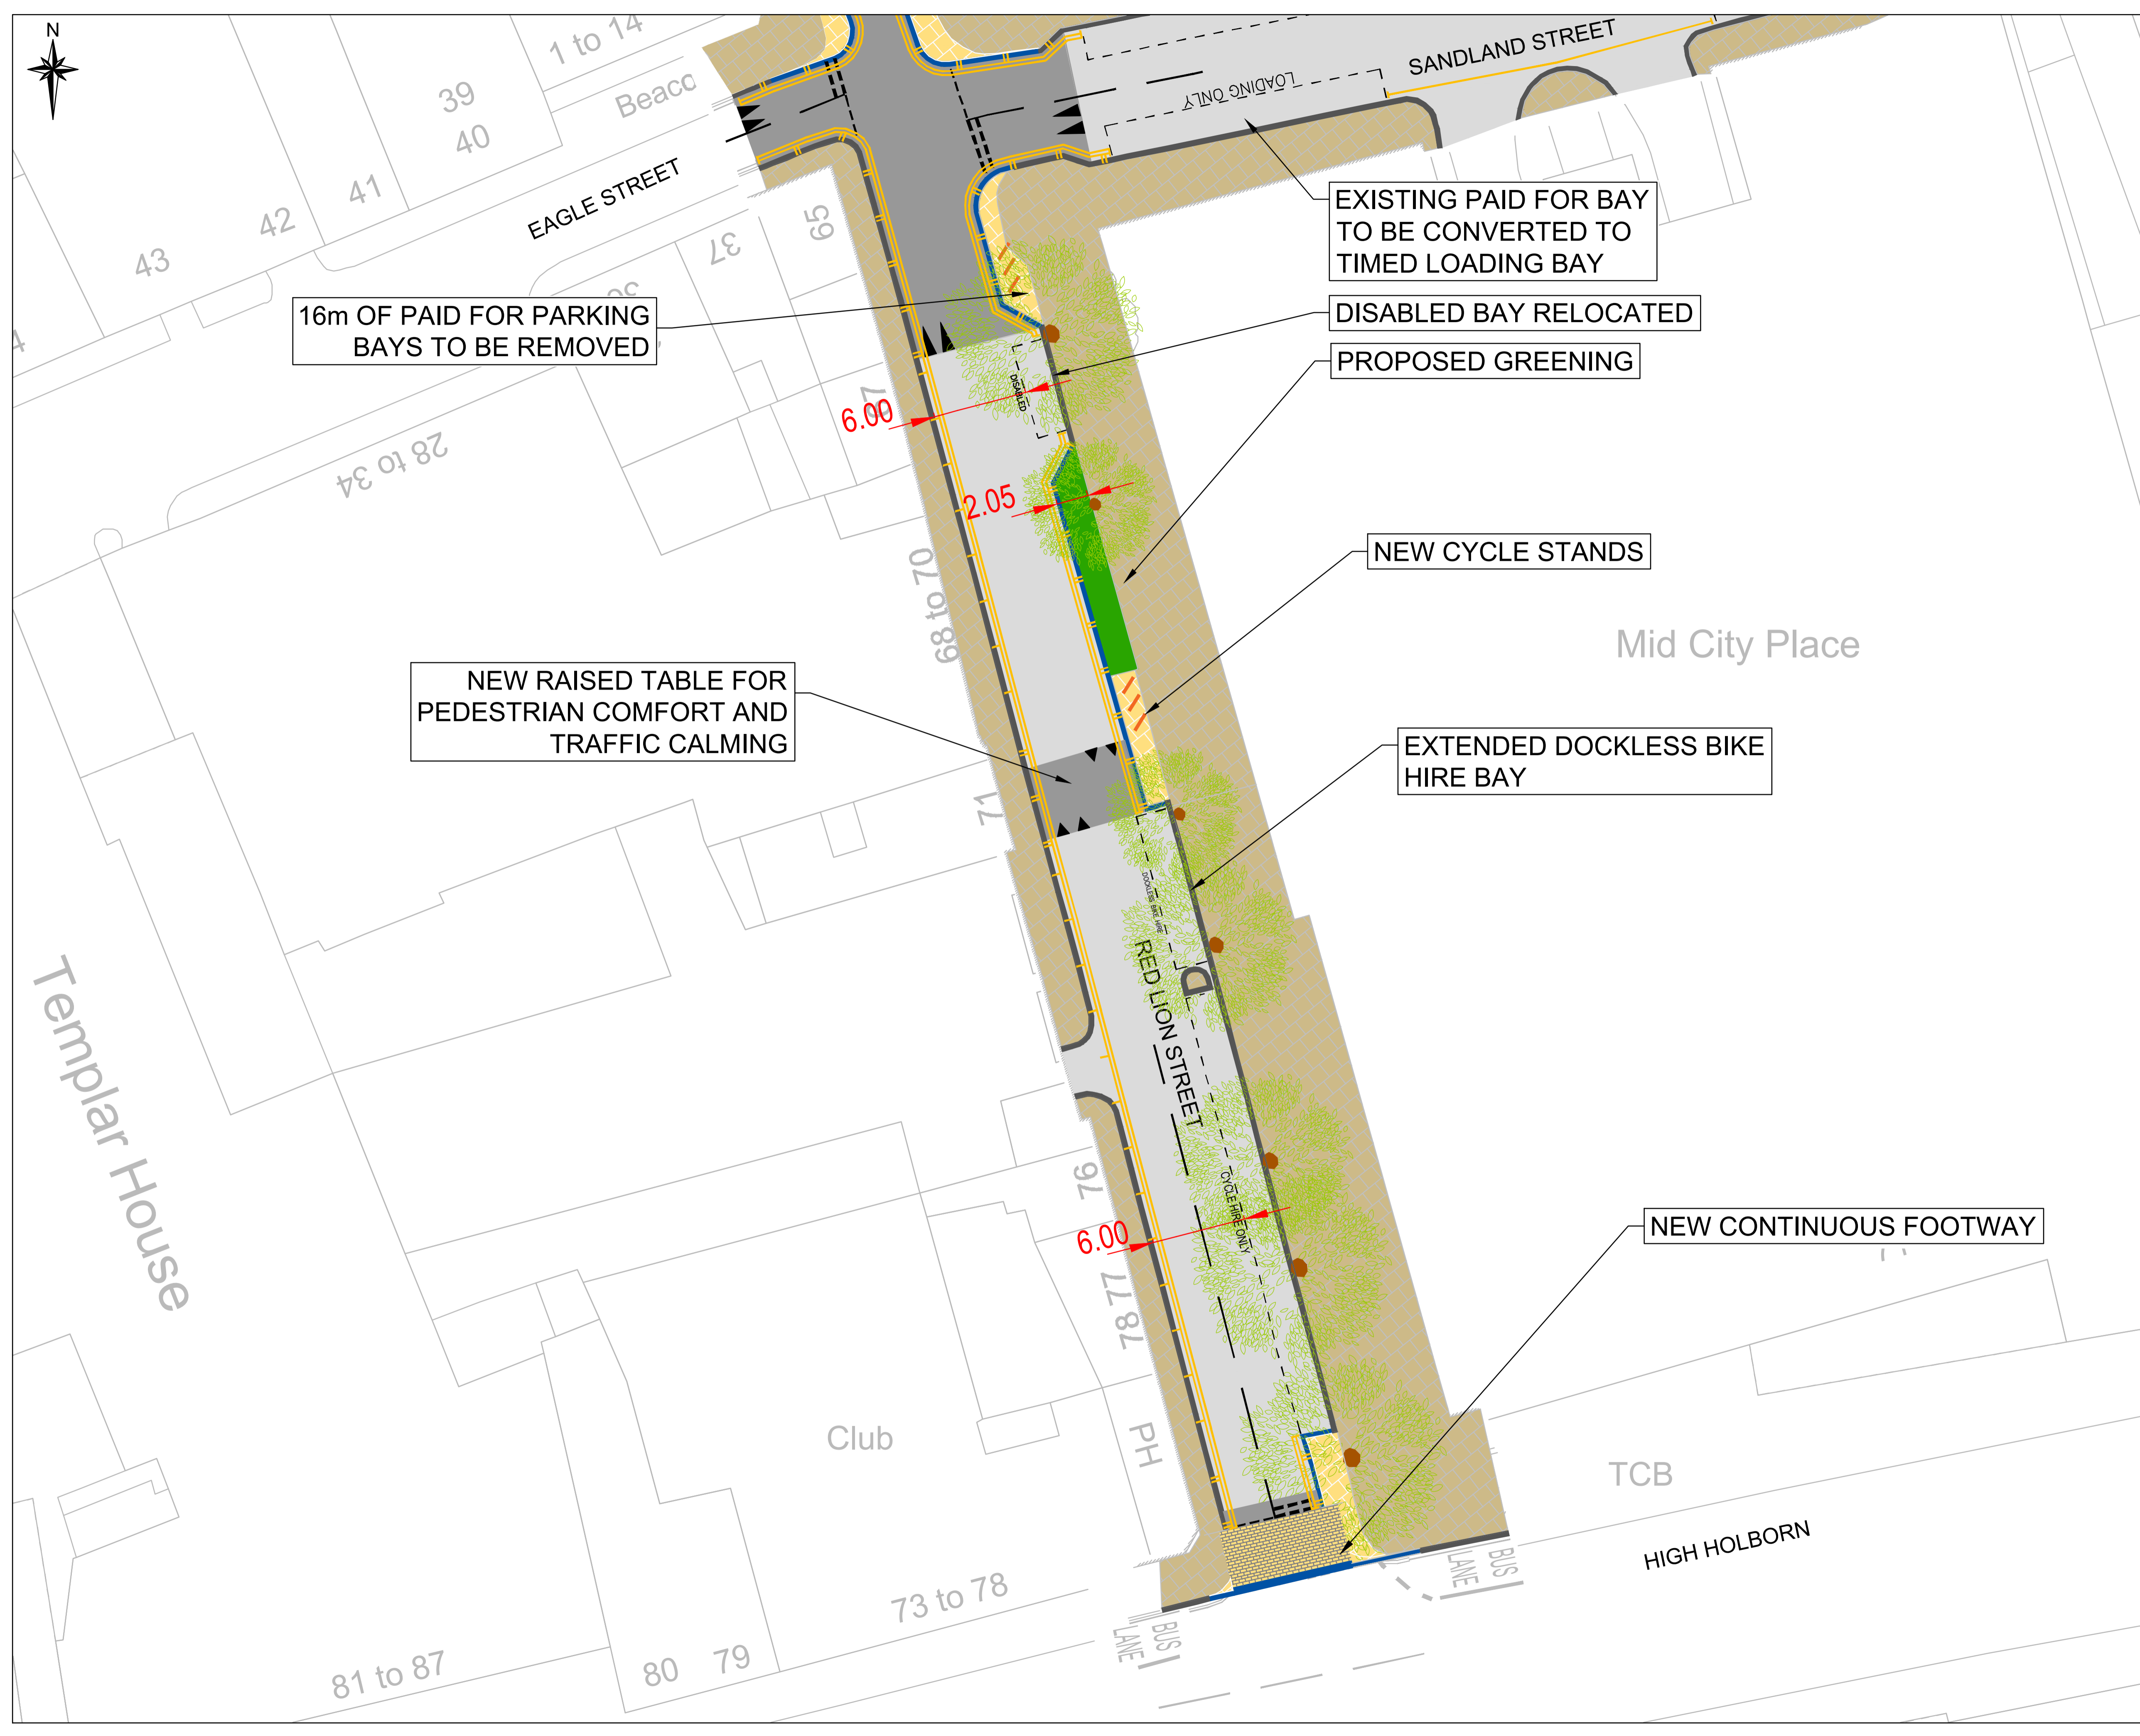 N
1 to 14
39
Beacc
40
41
42
43
EAGLE STREET
SANDLAND STREET
LOADING ONLY
EXISTING PAID FOR BAY
TO BE CONVERTED TO
TIMED LOADING BAY
65
37
16m OF PAID FOR PARKING
BAYS TO BE REMOVED
DISABLED BAY RELOCATED
PROPOSED GREENING
DISABLED
6.00
67
28 to 34
2.05
NEW CYCLE STANDS
68 to 70
Mid City Place
NEW RAISED TABLE FOR
PEDESTRIAN COMFORT AND
TRAFFIC CALMING
EXTENDED DOCKLESS BIKE
HIRE BAY
71
DOCKLESS BIKE HIRE
D
RED LION STREET
Templar House
76
CYCLE HIRE ONLY
6.00
NEW CONTINUOUS FOOTWAY
77 78
Club
PH
TCB
HIGH HOLBORN
BUS
LANE
73 to 78
BUS
LANE
81 to 87
80
79